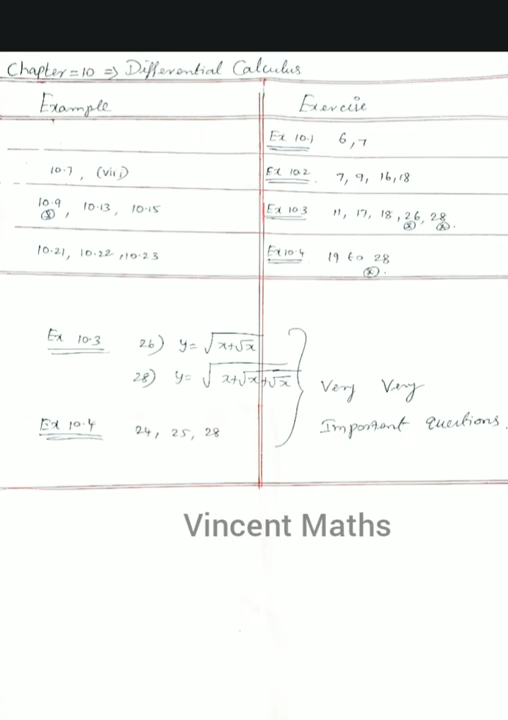 Chapter = 10 ⇒ Differential Calculus
Example Exercise
Ex 10.1 6, 7
10.7, (vii) Ex 10.2 7, 9, 16, 18
10.9, 10.13, 10.15 Ex 10.3 11, 17, 18, 26, 28
10.21, 10.22, 10.23 Ex 10.4 19 to 28
Ex 10.3 26) y = √(x+√x)
28) y = √(x+√(x+√x))
Very Very
Ex 10.4 24, 25, 28
Important questions.
Vincent Maths